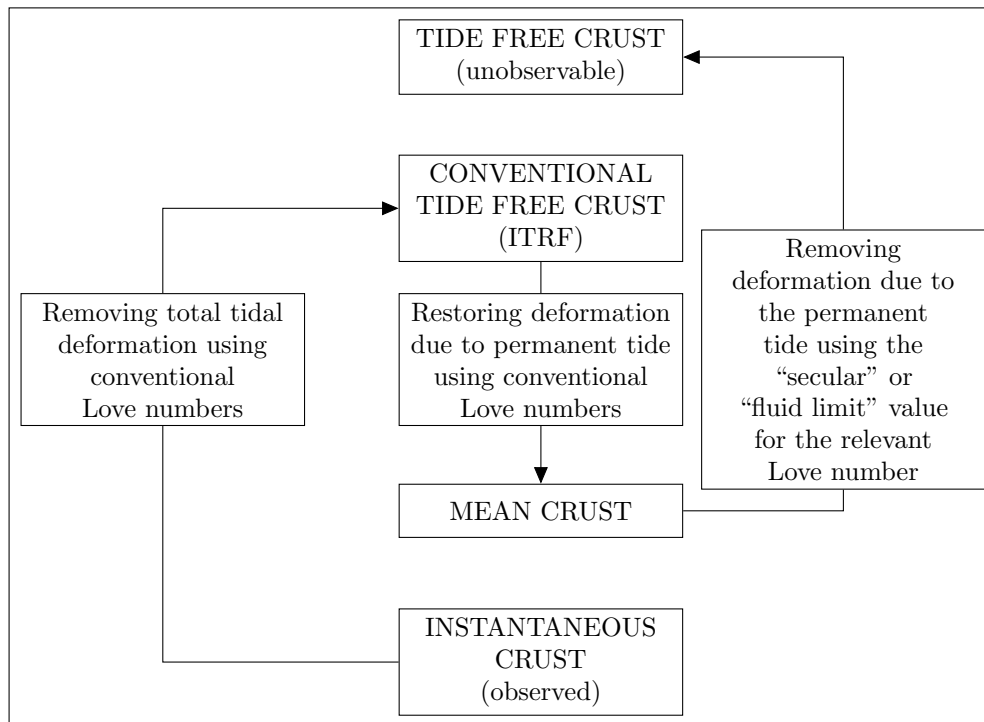 TIDE FREE CRUST
(unobservable)
CONVENTIONAL
TIDE FREE CRUST
(ITRF)
Removing
deformation due to
the permanent
tide using the
“secular” or
“fluid limit” value
for the relevant
Love number
Removing total tidal
deformation using
conventional
Love numbers
Restoring deformation
due to permanent tide
using conventional
Love numbers
MEAN CRUST
INSTANTANEOUS
CRUST
(observed)